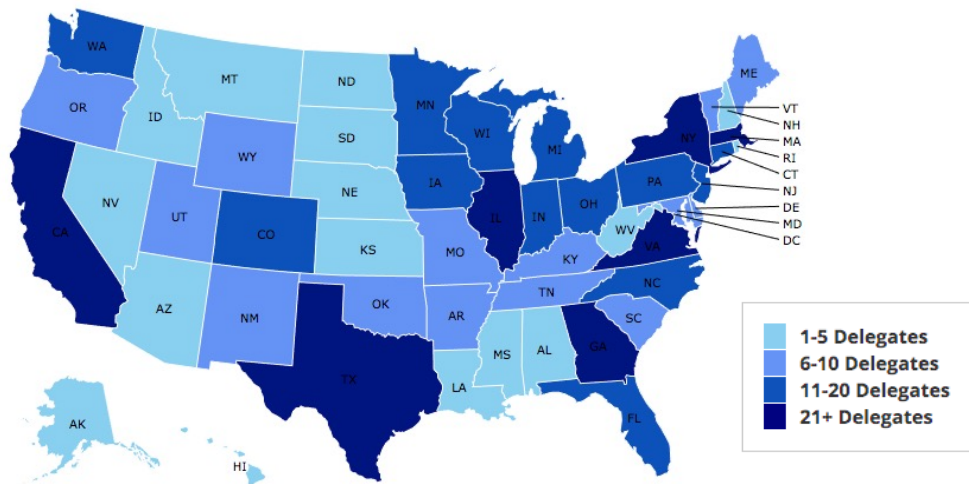 WA
MT
ND
MN
ME
OR
ID
SD
WI
MI
NY
VT
NH
MA
RI
CT
NJ
DE
MD
DC
WY
NE
IA
PA
NV
UT
CO
KS
MO
IL
IN
OH
WV
VA
KY
CA
AZ
NM
OK
AR
TN
NC
SC
TX
LA
MS
AL
GA
FL
AK
HI
1-5 Delegates
6-10 Delegates
11-20 Delegates
21+ Delegates